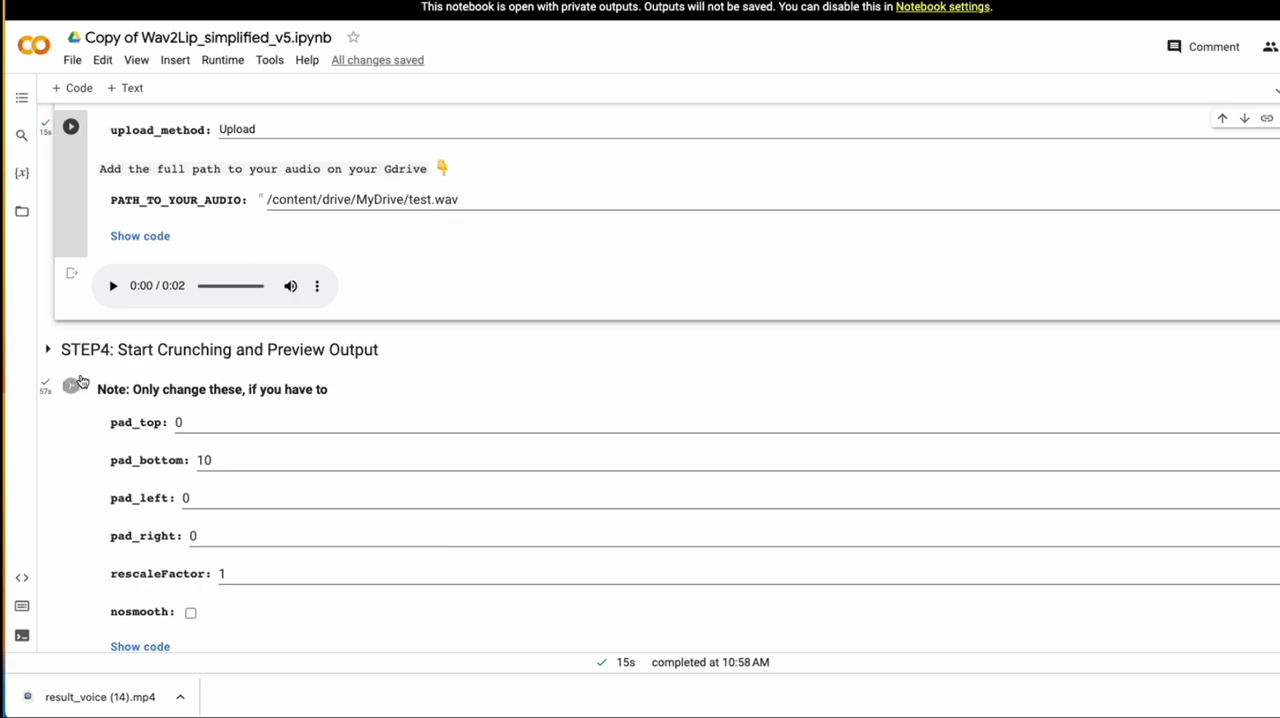 This notebook is open with private outputs. Outputs will not be saved. You can disable this in Notebook settings.
Copy of Wav2Lip_simplified_v5.ipynb
Comment
File Edit View Insert Runtime Tools Help All changes saved
+ Code + Text
15s
upload_method: Upload
Add the full path to your audio on your Gdrive 👇
PATH_TO_YOUR_AUDIO: "/content/drive/MyDrive/test.wav
Show code
0:00 / 0:02
STEP4: Start Crunching and Preview Output
57s
Note: Only change these, if you have to
pad_top: 0
pad_bottom: 10
pad_left: 0
pad_right: 0
rescaleFactor: 1
nosmooth:
Show code
15s completed at 10:58 AM
result_voice (14).mp4